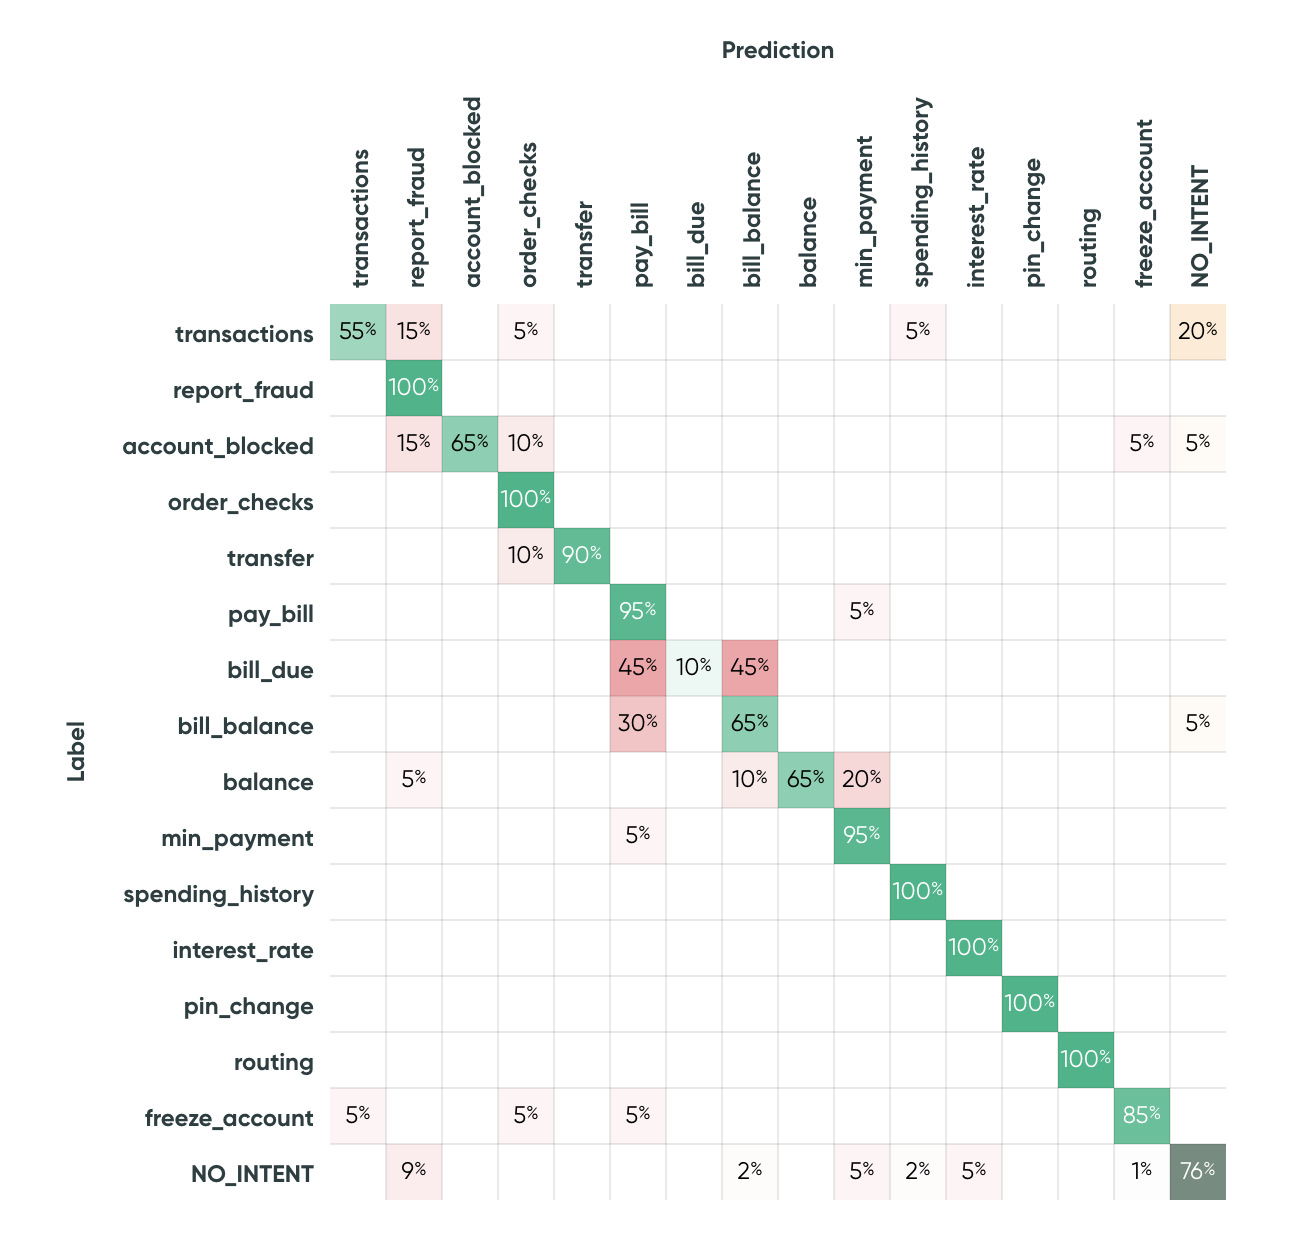 Prediction
transactions
report_fraud
account_blocked
order_checks
transfer
pay_bill
bill_due
bill_balance
balance
min_payment
spending_history
interest_rate
pin_change
routing
freeze_account
NO_INTENT
Label
transactions 55% 15% 5% 5% 20%
report_fraud 100%
account_blocked 15% 65% 10% 5% 5%
order_checks 100%
transfer 10% 90%
pay_bill 95% 5%
bill_due 45% 10% 45%
bill_balance 30% 65% 5%
balance 5% 10% 65% 20%
min_payment 5% 95%
spending_history 100%
interest_rate 100%
pin_change 100%
routing 100%
freeze_account 5% 5% 5% 85%
NO_INTENT 9% 2% 5% 2% 5% 1% 76%